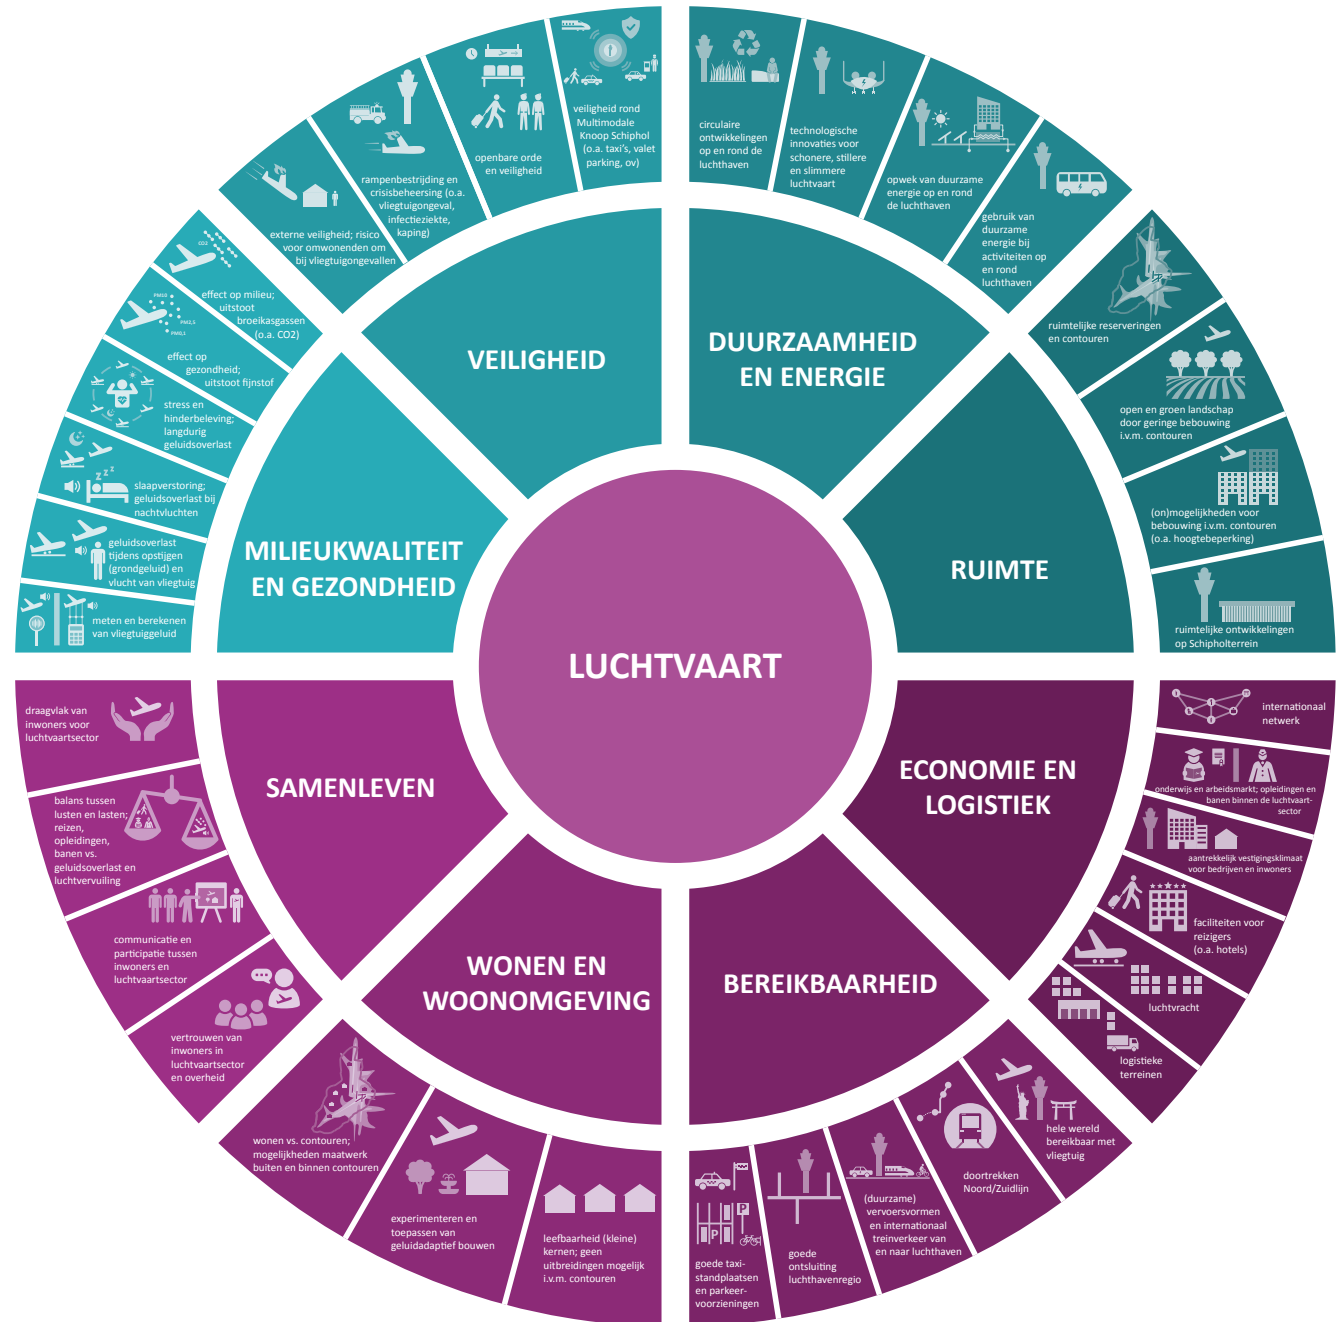 LUCHTVAART
VEILIGHEID
externe veiligheid; risico
voor omwonenden om
bij vliegtuigongevallen
rampenbestrijding en
crisisbeheersing (o.a.
vliegtuigongeval,
infectieziekte,
kaping)
openbare orde
en veiligheid
veiligheid rond
Multimodale
Knoop Schiphol
(o.a. taxi's, valet
parking, ov)
DUURZAAMHEID
EN ENERGIE
circulaire
ontwikkelingen
op en rond de
luchthaven
technologische
innovaties voor
schonere, stillere
en slimmere
luchtvaart
opwek van duurzame
energie op en rond
de luchthaven
gebruik van
duurzame
energie bij
activiteiten op
en rond
luchthaven
RUIMTE
ruimtelijke reserveringen
en contouren
open en groen landschap
door geringe bebouwing
i.v.m. contouren
(on)mogelijkheden voor
bebouwing i.v.m. contouren
(o.a. hoogtebeperking)
ruimtelijke ontwikkelingen
op Schipholterrein
ECONOMIE EN
LOGISTIEK
internationaal
netwerk
onderwijs en arbeidsmarkt; opleidingen en
banen binnen de luchtvaart-
sector
aantrekkelijk vestigingsklimaat
voor bedrijven en inwoners
faciliteiten voor
reizigers
(o.a. hotels)
luchtvracht
logistieke
terreinen
BEREIKBAARHEID
hele wereld
bereikbaar met
vliegtuig
doortrekken
Noord/Zuidlijn
(duurzame)
vervoersvormen
en internationaal
treinverkeer van
en naar luchthaven
goede
ontsluiting
luchthavenregio
P
P
goede taxi-
standplaatsen
en parkeer-
voorzieningen
WONEN EN
WOONOMGEVING
leefbaarheid (kleine)
kernen; geen
uitbreidingen mogelijk
i.v.m. contouren
experimenteren en
toepassen van
geluidadaptief bouwen
wonen vs. contouren;
mogelijkheden maatwerk
buiten en binnen contouren
SAMENLEVEN
vertrouwen van
inwoners in
luchtvaartsector
en overheid
communicatie en
participatie tussen
inwoners en
luchtvaartsector
balans tussen
lusten en lasten;
reizen,
opleidingen,
banen vs.
geluidsoverlast en
luchtvervuiling
draagvlak van
inwoners voor
luchtvaartsector
MILIEUKWALITEIT
EN GEZONDHEID
meten en berekenen
van vliegtuiggeluid
geluidsoverlast
tijdens opstijgen
(grondgeluid) en
vlucht van vliegtuig
z z z
slaapverstoring;
geluidsoverlast bij
nachtvluchten
stress en
hinderbeleving;
langdurig
geluidsoverlast
PM10
PM2,5
PM0,1
effect op
gezondheid;
uitstoot fijnstof
CO2
effect op milieu;
uitstoot
broeikasgassen
(o.a. CO2)